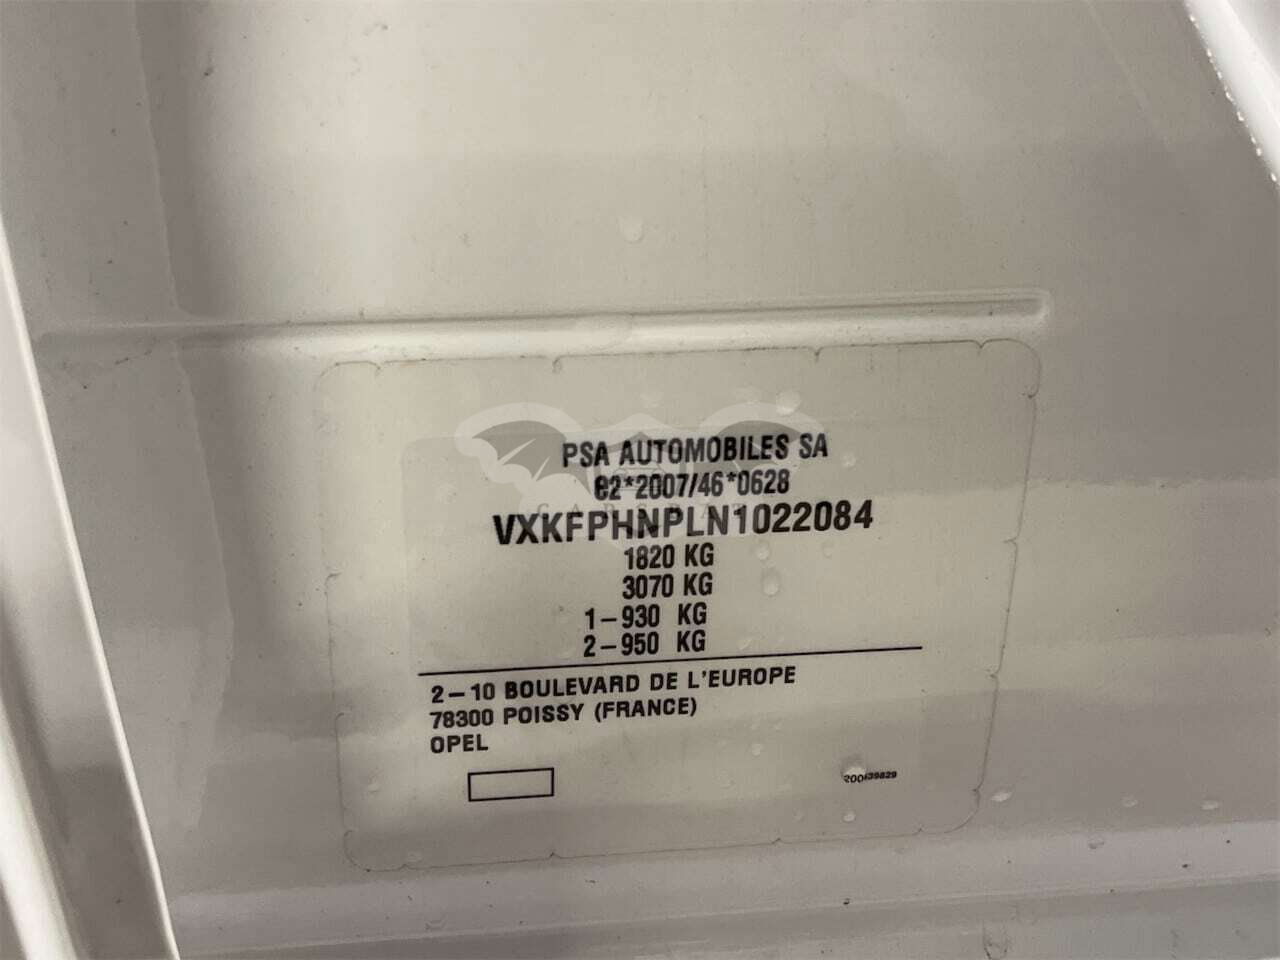 PSA AUTOMOBILES SA
e2*2007/46*0628
VXKFPHNPLN1022084
1820 KG
3070 KG
1-930 KG
2-950 KG
2-10 BOULEVARD DE L'EUROPE
78300 POISSY (FRANCE)
OPEL